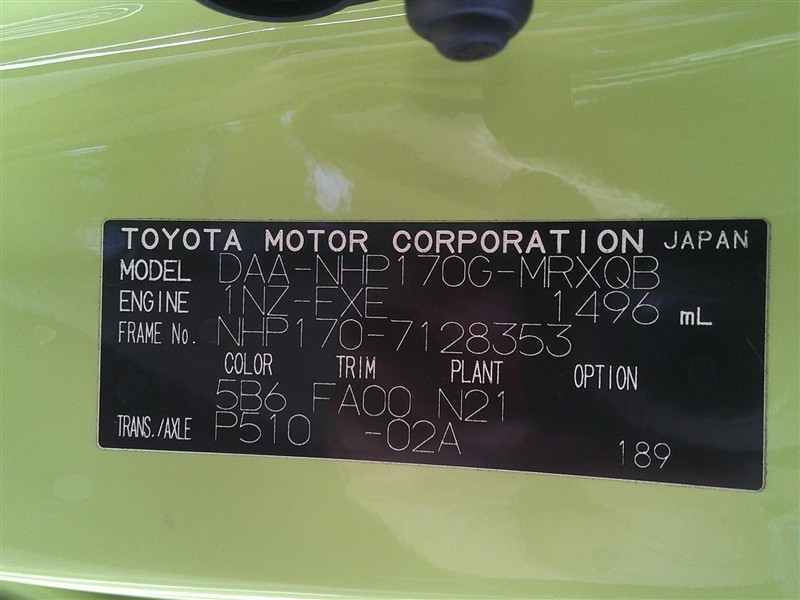 TOYOTA MOTOR CORPORATION JAPAN
MODEL DAA-NHP170G-MRXQB
ENGINE 1NZ-EXE 1496 mL
FRAME No. NHP170-7128353
COLOR TRIM PLANT OPTION
5B6 FA00 N21
TRANS./AXLE P510 -02A
189